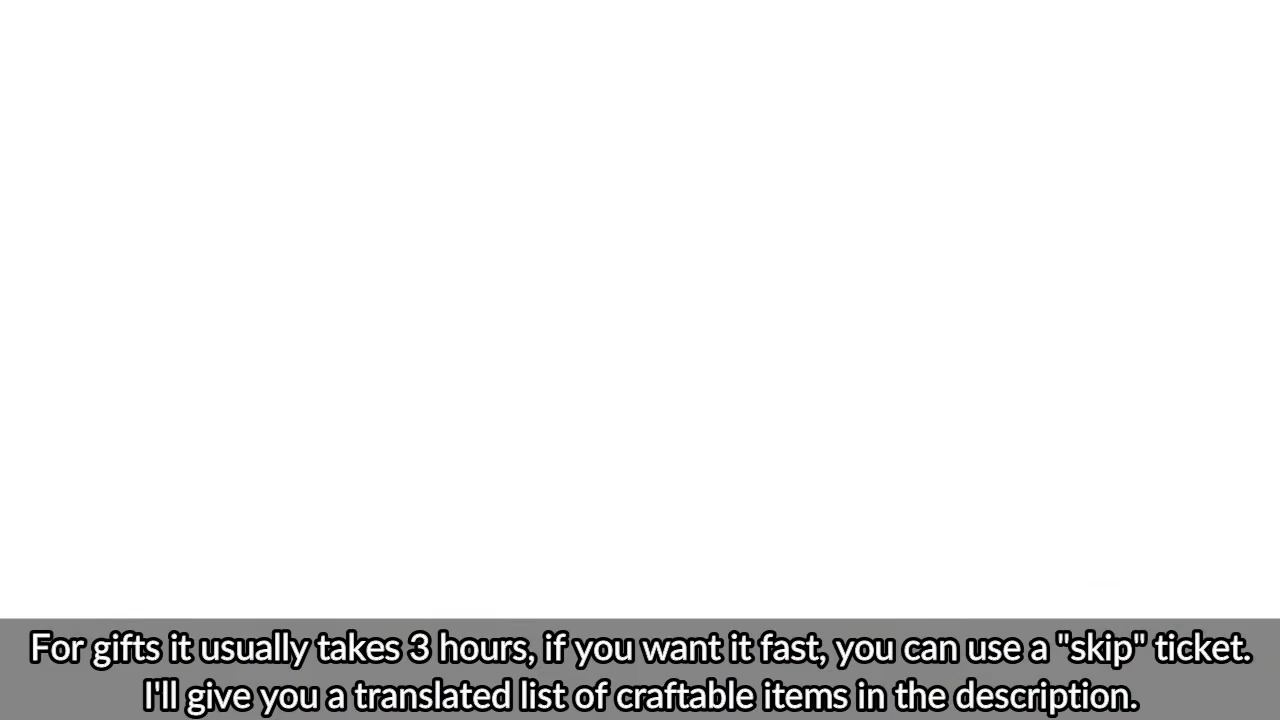 For gifts it usually takes 3 hours, if you want it fast, you can use a "skip" ticket.
I'll give you a translated list of craftable items in the description.